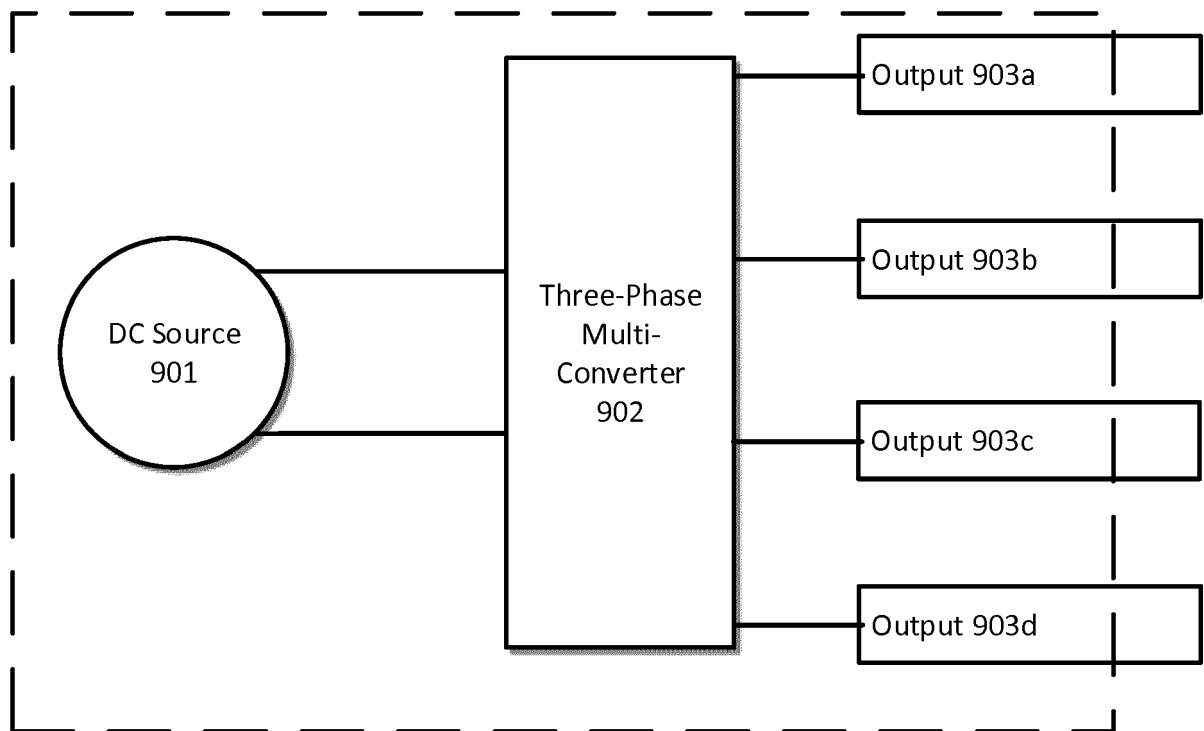 DC Source
901
Three-Phase
Multi-
Converter
902
Output 903a
Output 903b
Output 903c
Output 903d